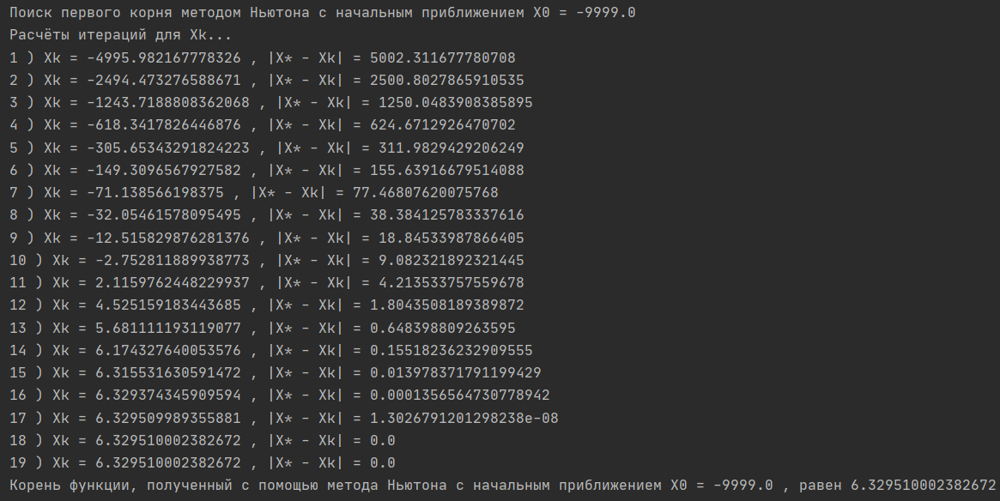 Поиск первого корня методом Ньютона с начальным приближением X0 = -9999.0
Расчёты итераций для Xk...
1 ) Xk = -4995.982167778326 , |X* - Xk| = 5002.311677780708
2 ) Xk = -2494.473276588671 , |X* - Xk| = 2500.8027865910535
3 ) Xk = -1243.7188808362068 , |X* - Xk| = 1250.0483908385895
4 ) Xk = -618.3417826446876 , |X* - Xk| = 624.6712926470702
5 ) Xk = -305.65343291824223 , |X* - Xk| = 311.9829429206249
6 ) Xk = -149.3096567927582 , |X* - Xk| = 155.63916679514088
7 ) Xk = -71.138566198375 , |X* - Xk| = 77.46807620075768
8 ) Xk = -32.05461578095495 , |X* - Xk| = 38.384125783337616
9 ) Xk = -12.515829876281376 , |X* - Xk| = 18.84533987866405
10 ) Xk = -2.752811889938773 , |X* - Xk| = 9.082321892321445
11 ) Xk = 2.1159762448229937 , |X* - Xk| = 4.213533757559678
12 ) Xk = 4.525159183443685 , |X* - Xk| = 1.8043508189389872
13 ) Xk = 5.681111193119077 , |X* - Xk| = 0.648398809263595
14 ) Xk = 6.174327640053576 , |X* - Xk| = 0.15518236232909555
15 ) Xk = 6.315531630591472 , |X* - Xk| = 0.013978371791199429
16 ) Xk = 6.329374345909594 , |X* - Xk| = 0.0001356564730778942
17 ) Xk = 6.329509989355881 , |X* - Xk| = 1.3026791201298238e-08
18 ) Xk = 6.329510002382672 , |X* - Xk| = 0.0
19 ) Xk = 6.329510002382672 , |X* - Xk| = 0.0
Корень функции, полученный с помощью метода Ньютона с начальным приближением X0 = -9999.0 , равен 6.329510002382672